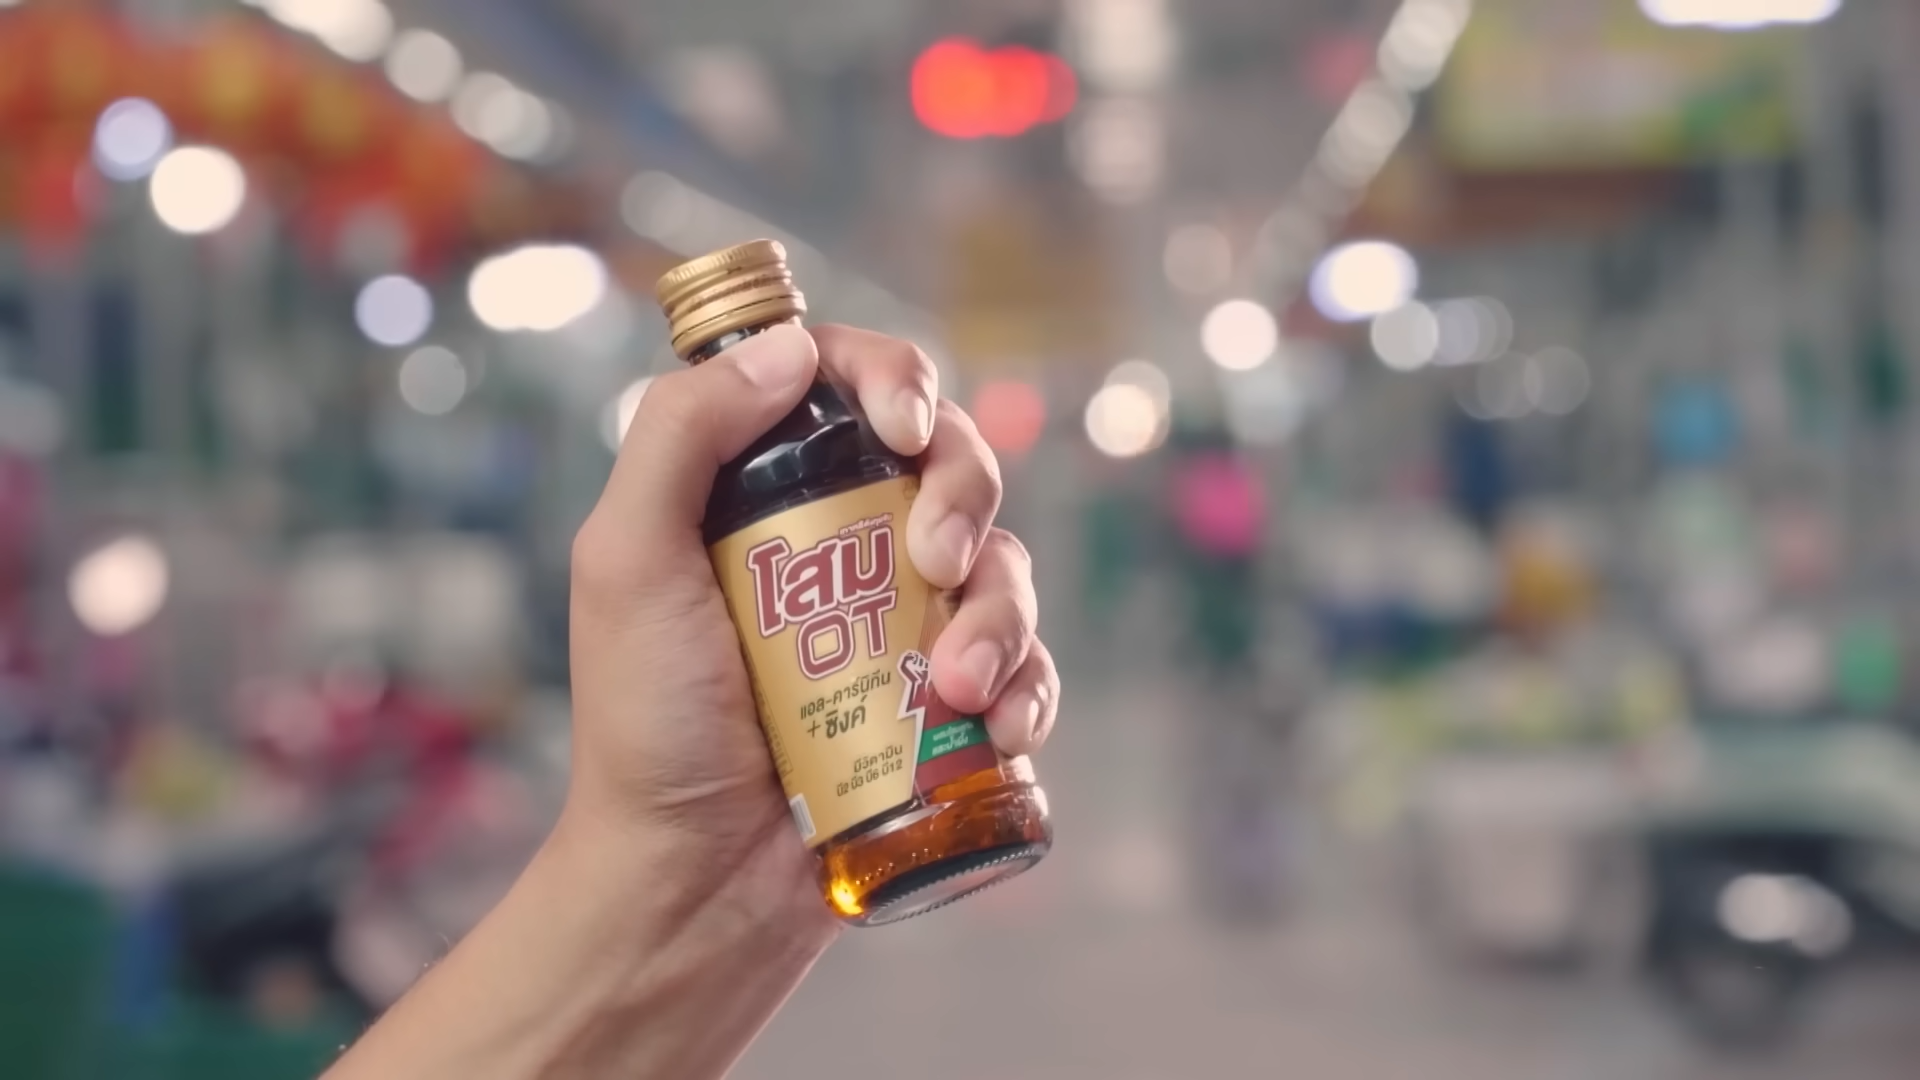 โสม
OT
แอล-คาร์นิทีน
+ ซิงค์
มีวิตามิน
บี2 บี3 บี6 บี12